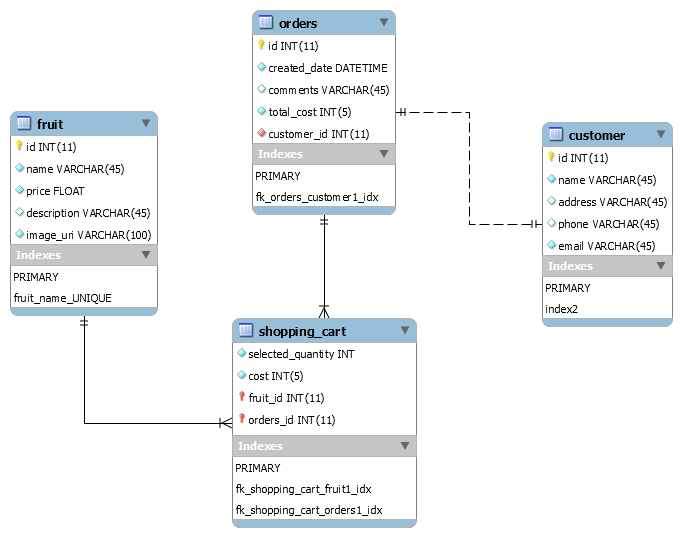 orders
id INT(11)
created_date DATETIME
comments VARCHAR(45)
total_cost INT(5)
customer_id INT(11)
Indexes
PRIMARY
fk_orders_customer1_idx
fruit
id INT(11)
name VARCHAR(45)
price FLOAT
description VARCHAR(45)
image_uri VARCHAR(100)
Indexes
PRIMARY
fruit_name_UNIQUE
customer
id INT(11)
name VARCHAR(45)
address VARCHAR(45)
phone VARCHAR(45)
email VARCHAR(45)
Indexes
PRIMARY
index2
shopping_cart
selected_quantity INT
cost INT(5)
fruit_id INT(11)
orders_id INT(11)
Indexes
PRIMARY
fk_shopping_cart_fruit1_idx
fk_shopping_cart_orders1_idx